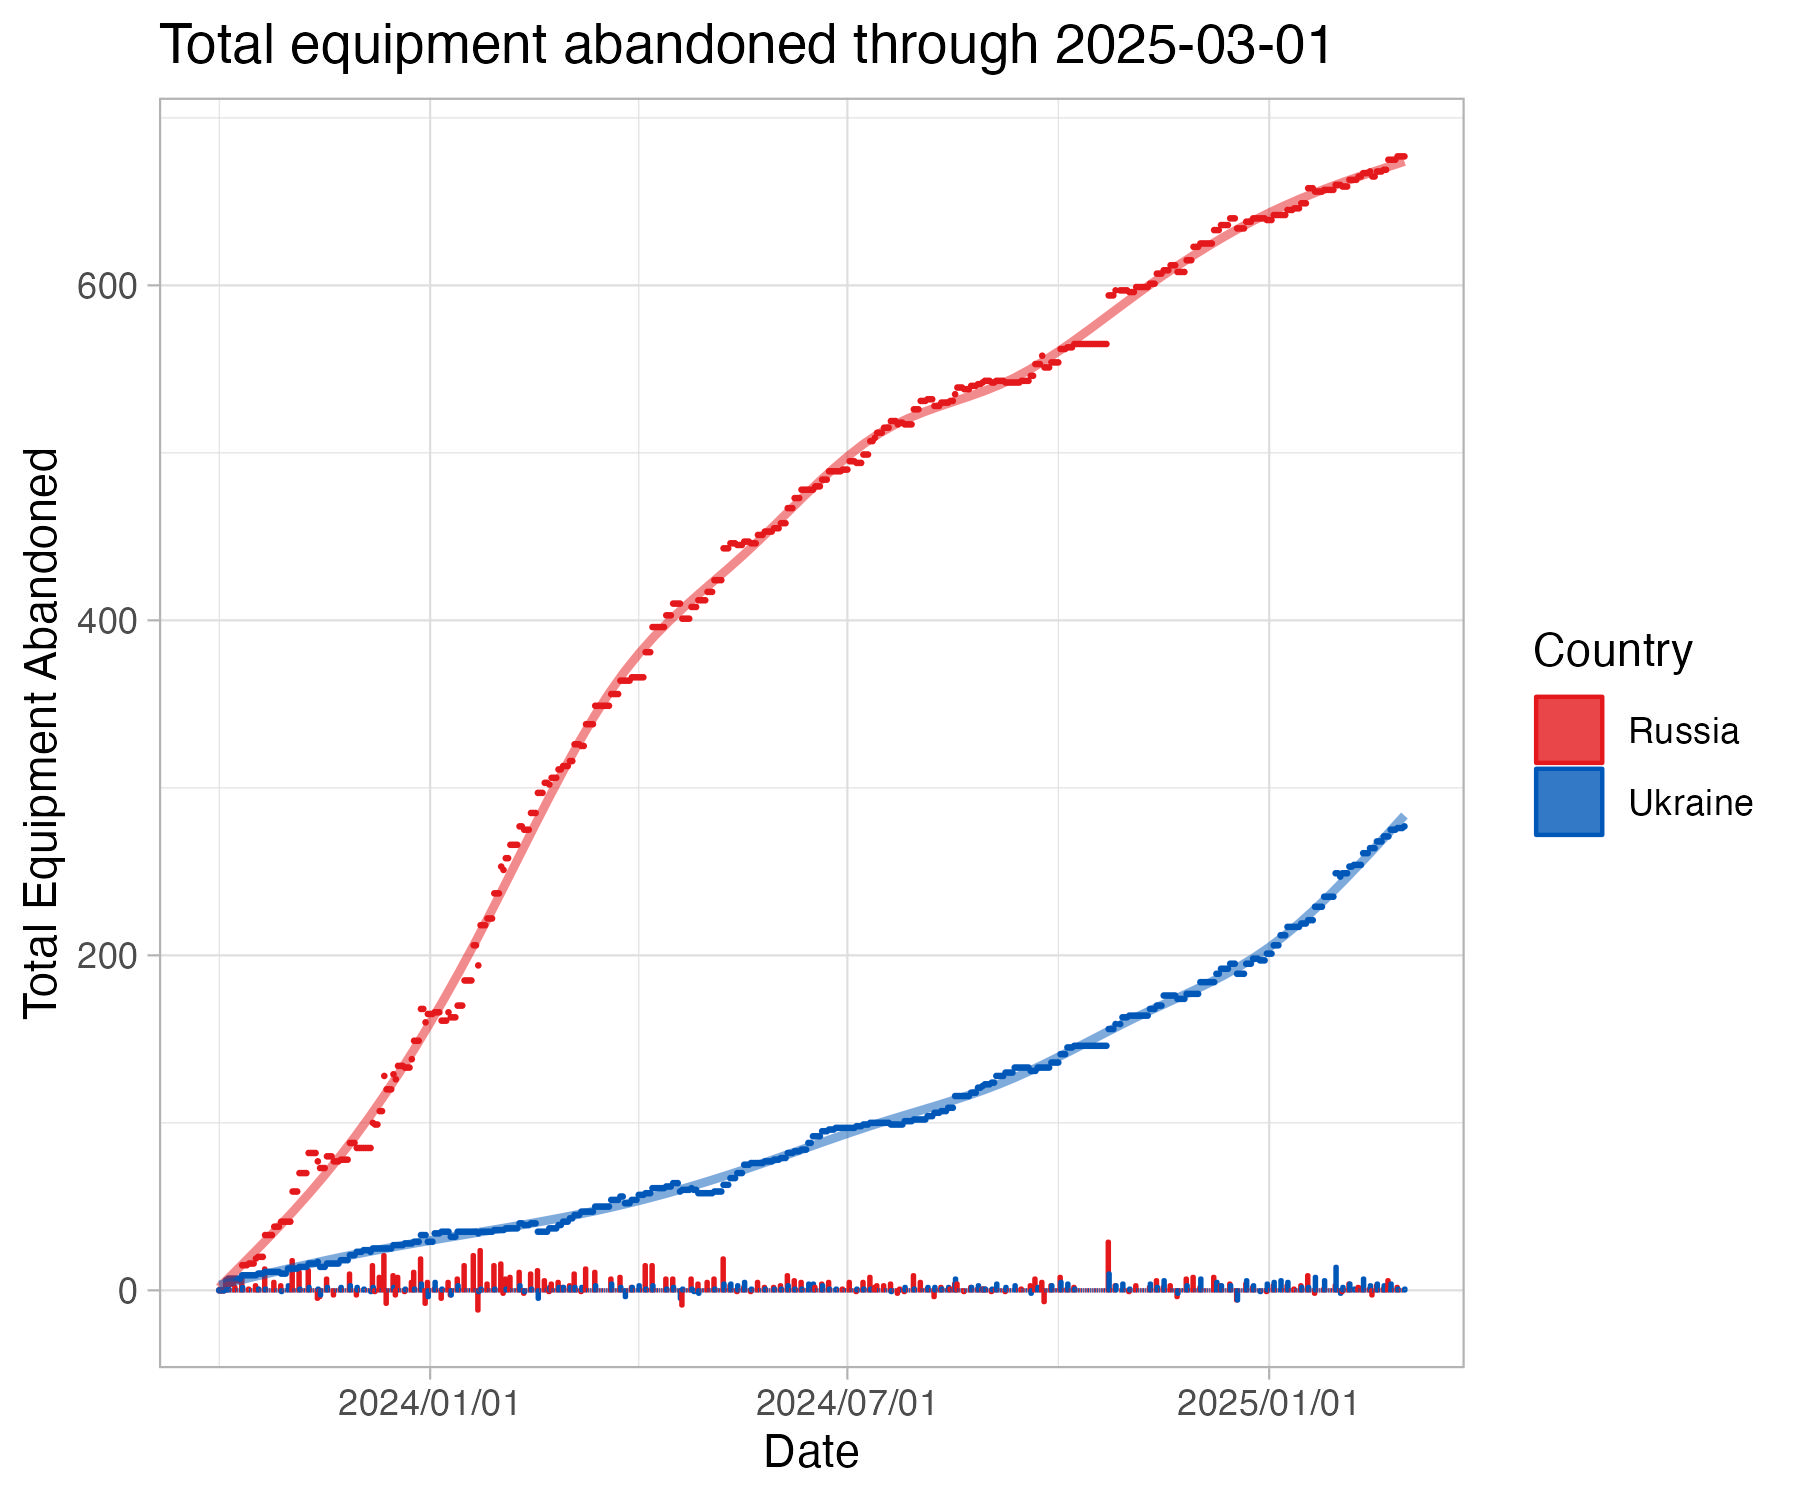 Total equipment abandoned through 2025-03-01
Total Equipment Abandoned
600
400
200
0
2024/01/01
2024/07/01
2025/01/01
Date
Country
Russia
Ukraine